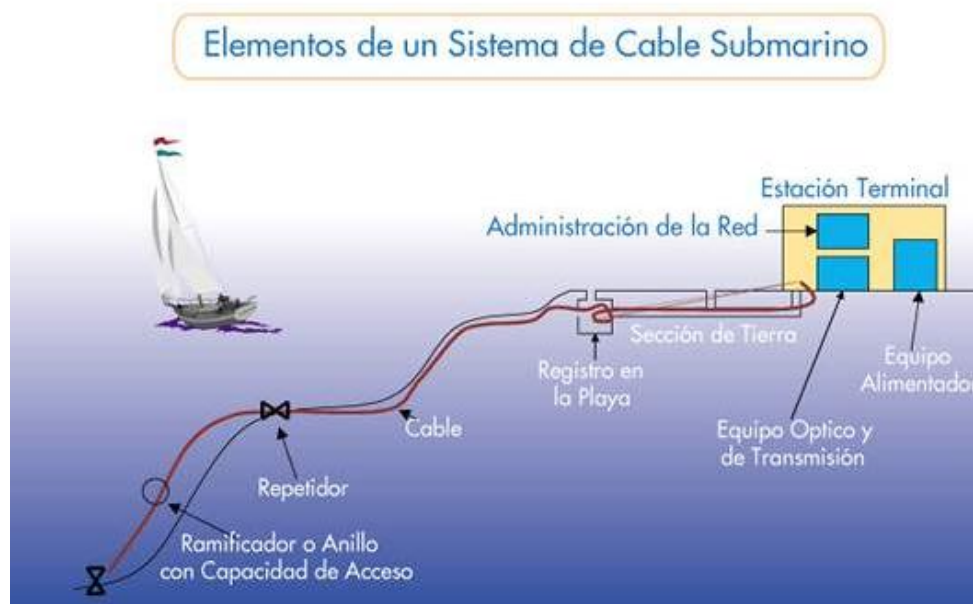 Elementos de un Sistema de Cable Submarino
Estación Terminal
Administración de la Red
Sección de Tierra
Registro en
la Playa
Equipo
Alimentador
Cable
Equipo Optico y
de Transmisión
Repetidor
Ramificador o Anillo
con Capacidad de Acceso